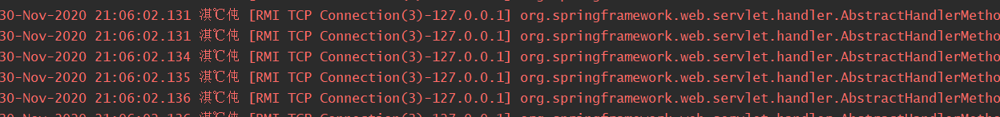 30-Nov-2020 21:06:02.131 淇℃伅 [RMI TCP Connection(3)-127.0.0.1] org.springframework.web.servlet.handler.AbstractHandlerMetho
30-Nov-2020 21:06:02.131 淇℃伅 [RMI TCP Connection(3)-127.0.0.1] org.springframework.web.servlet.handler.AbstractHandlerMetho
30-Nov-2020 21:06:02.134 淇℃伅 [RMI TCP Connection(3)-127.0.0.1] org.springframework.web.servlet.handler.AbstractHandlerMetho
30-Nov-2020 21:06:02.135 淇℃伅 [RMI TCP Connection(3)-127.0.0.1] org.springframework.web.servlet.handler.AbstractHandlerMetho
30-Nov-2020 21:06:02.136 淇℃伅 [RMI TCP Connection(3)-127.0.0.1] org.springframework.web.servlet.handler.AbstractHandlerMetho